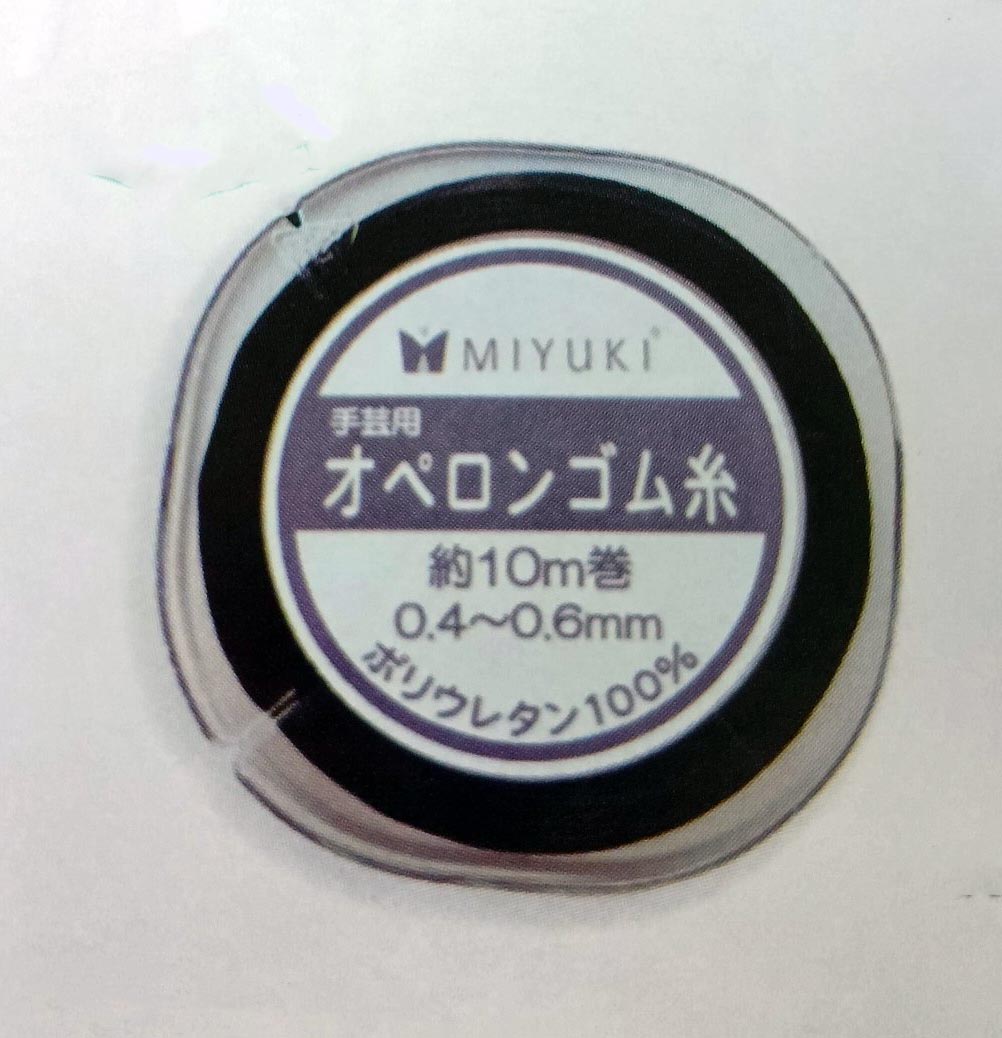 MIYUKI®
手芸用
オペロンゴム糸
約10m巻
0.4～0.6mm
ポリウレタン100%